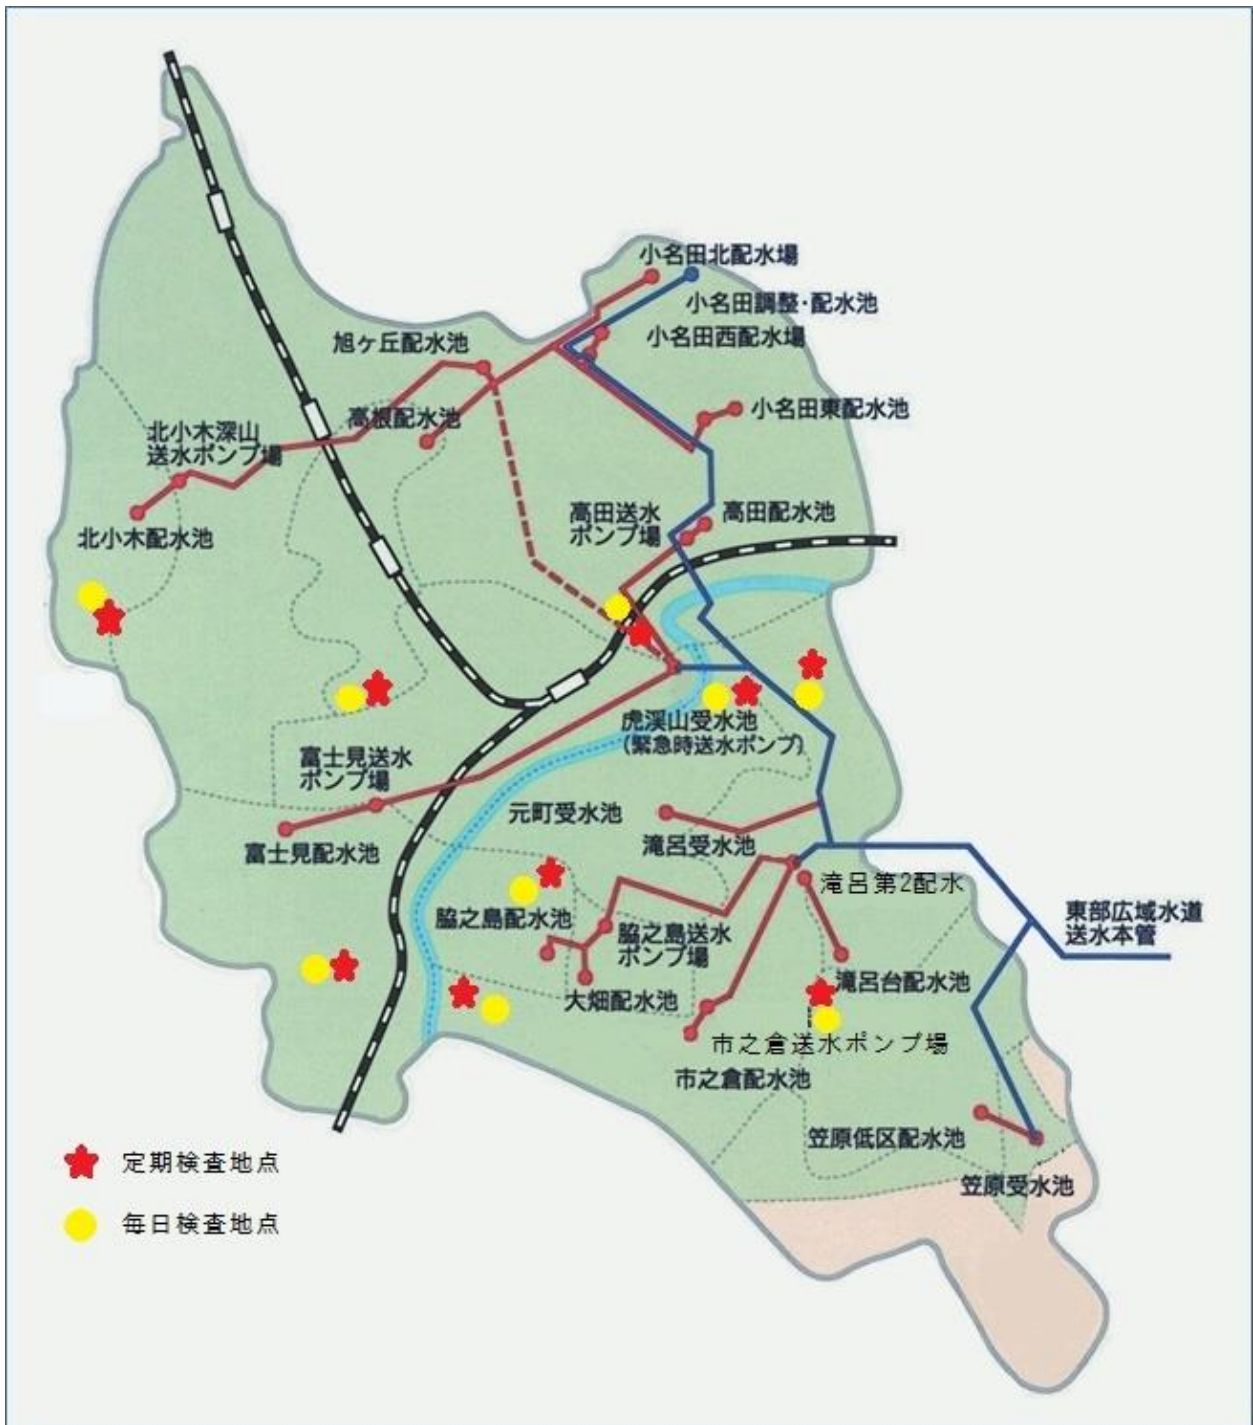 小名田北配水場
小名田調整・配水池
小名田西配水場
旭ヶ丘配水池
小名田東配水池
高根配水池
北小木深山
送水ポンプ場
高田送水
ポンプ場
高田配水池
北小木配水池
虎渓山受水池
(緊急時送水ポンプ)
富士見送水
ポンプ場
元町受水池
滝呂受水池
富士見配水池
滝呂第2配水
東部広域水道
送水本管
脇之島配水池
脇之島送水
ポンプ場
滝呂台配水池
大畑配水池
市之倉送水ポンプ場
市之倉配水池
笠原低区配水池
笠原受水池
定期検査地点
毎日検査地点